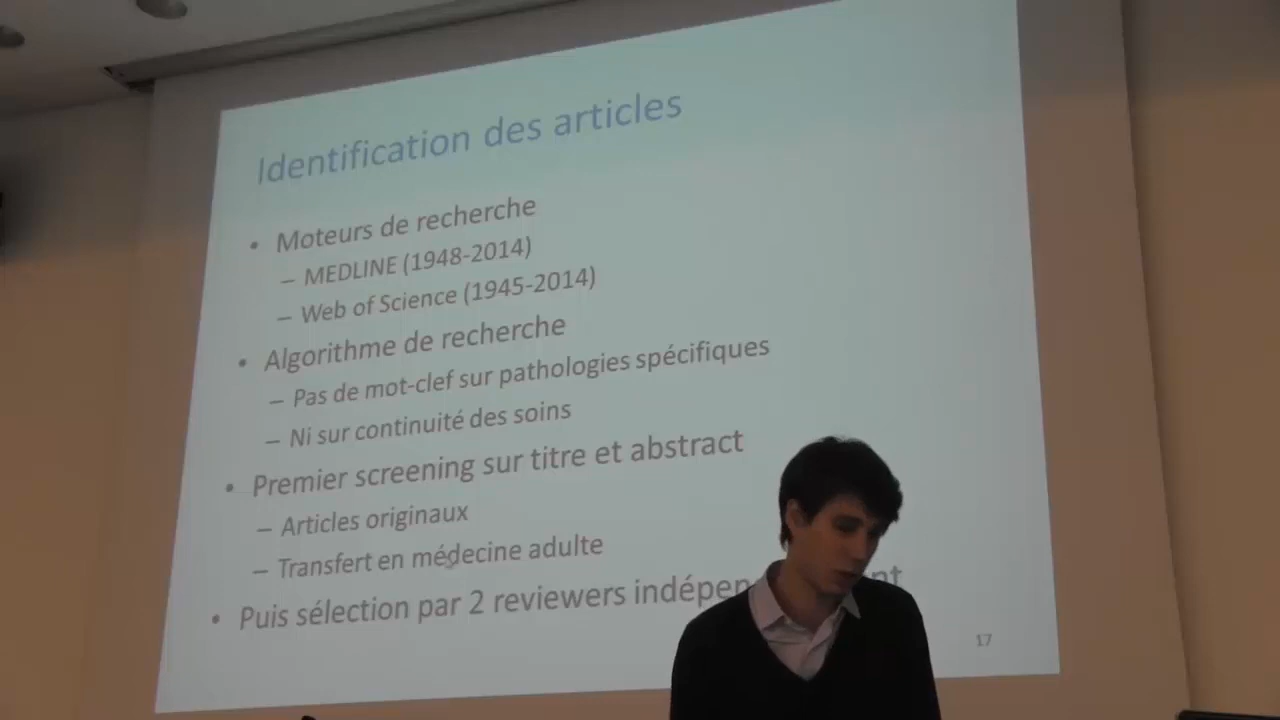 Identification des articles
• Moteurs de recherche
– MEDLINE (1948-2014)
– Web of Science (1945-2014)
• Algorithme de recherche
– Pas de mot-clef sur pathologies spécifiques
– Ni sur continuité des soins
• Premier screening sur titre et abstract
– Articles originaux
– Transfert en médecine adulte
• Puis sélection par 2 reviewers
17